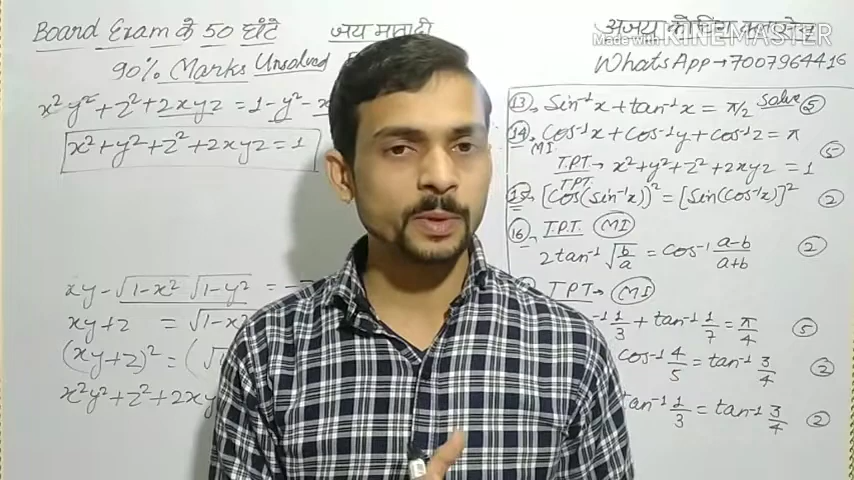 Board Exam के 50 घंटे
जय माता दी
90% Marks Unsolved
x²y²+z²+2xyz = 1-y²-x
x²+y²+z²+2xyz = 1
xy-√1-x² √1-y² = -
xy+z = √1-x²
(xy+z)² = (√1
x²y²+z²+2xy
Made with KINEMASTER
WhatsApp→7007964416
13). Sin⁻¹x+tan⁻¹x = π/2 Solve ⑤
14. Cos⁻¹x+Cos⁻¹y+Cos⁻¹z = π
MI
T.P.T → x²+y²+z²+2xyz = 1 ⑤
T.P.T.
15. [Cos(sin⁻¹x)]² = [Sin(Cos⁻¹x)]² ②
16. T.P.T. MI
2tan⁻¹ √b/a = Cos⁻¹ a-b/a+b ②
T.P.T→ MI
⁻¹ 1/3 + tan⁻¹ 1/7 = π/4 ⑤
Cos⁻¹ 4/5 = tan⁻¹ 3/4 ②
tan⁻¹ 1/3 = tan⁻¹ 3/4 ②